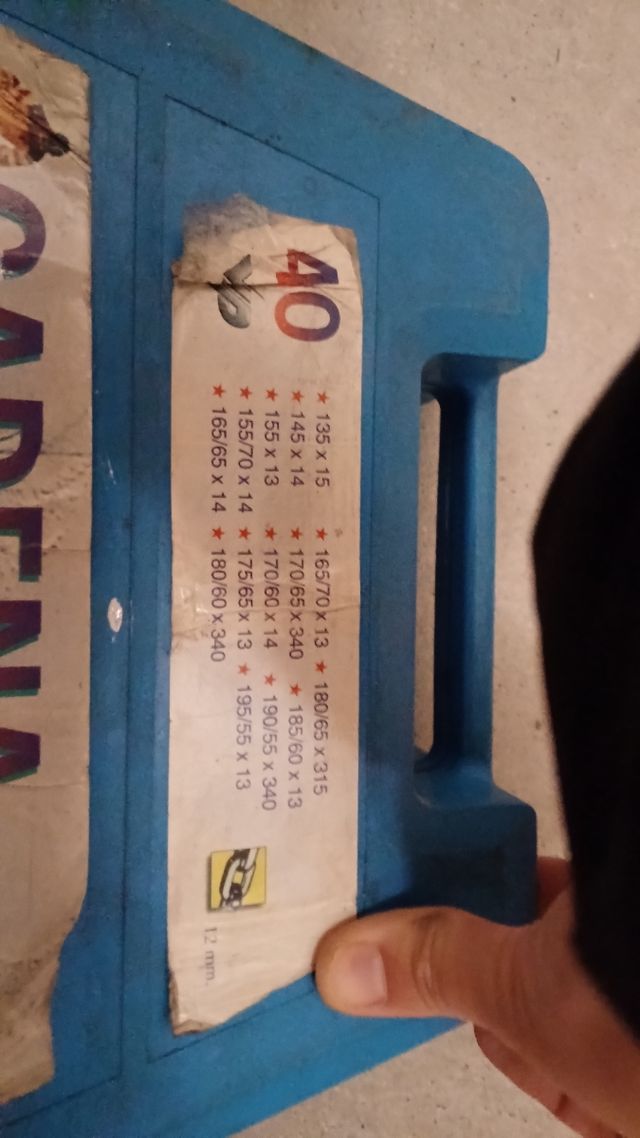 40
★ 135 x 15 ★ 165/70 x 13 ★ 180/65 x 315
★ 145 x 14 ★ 170/65 x 340 ★ 185/60 x 13
★ 155 x 13 ★ 170/60 x 14 ★ 190/55 x 340
★ 155/70 x 14 ★ 175/65 x 13 ★ 195/55 x 13
★ 165/65 x 14 ★ 180/60 x 340
12 mm.
CADENA